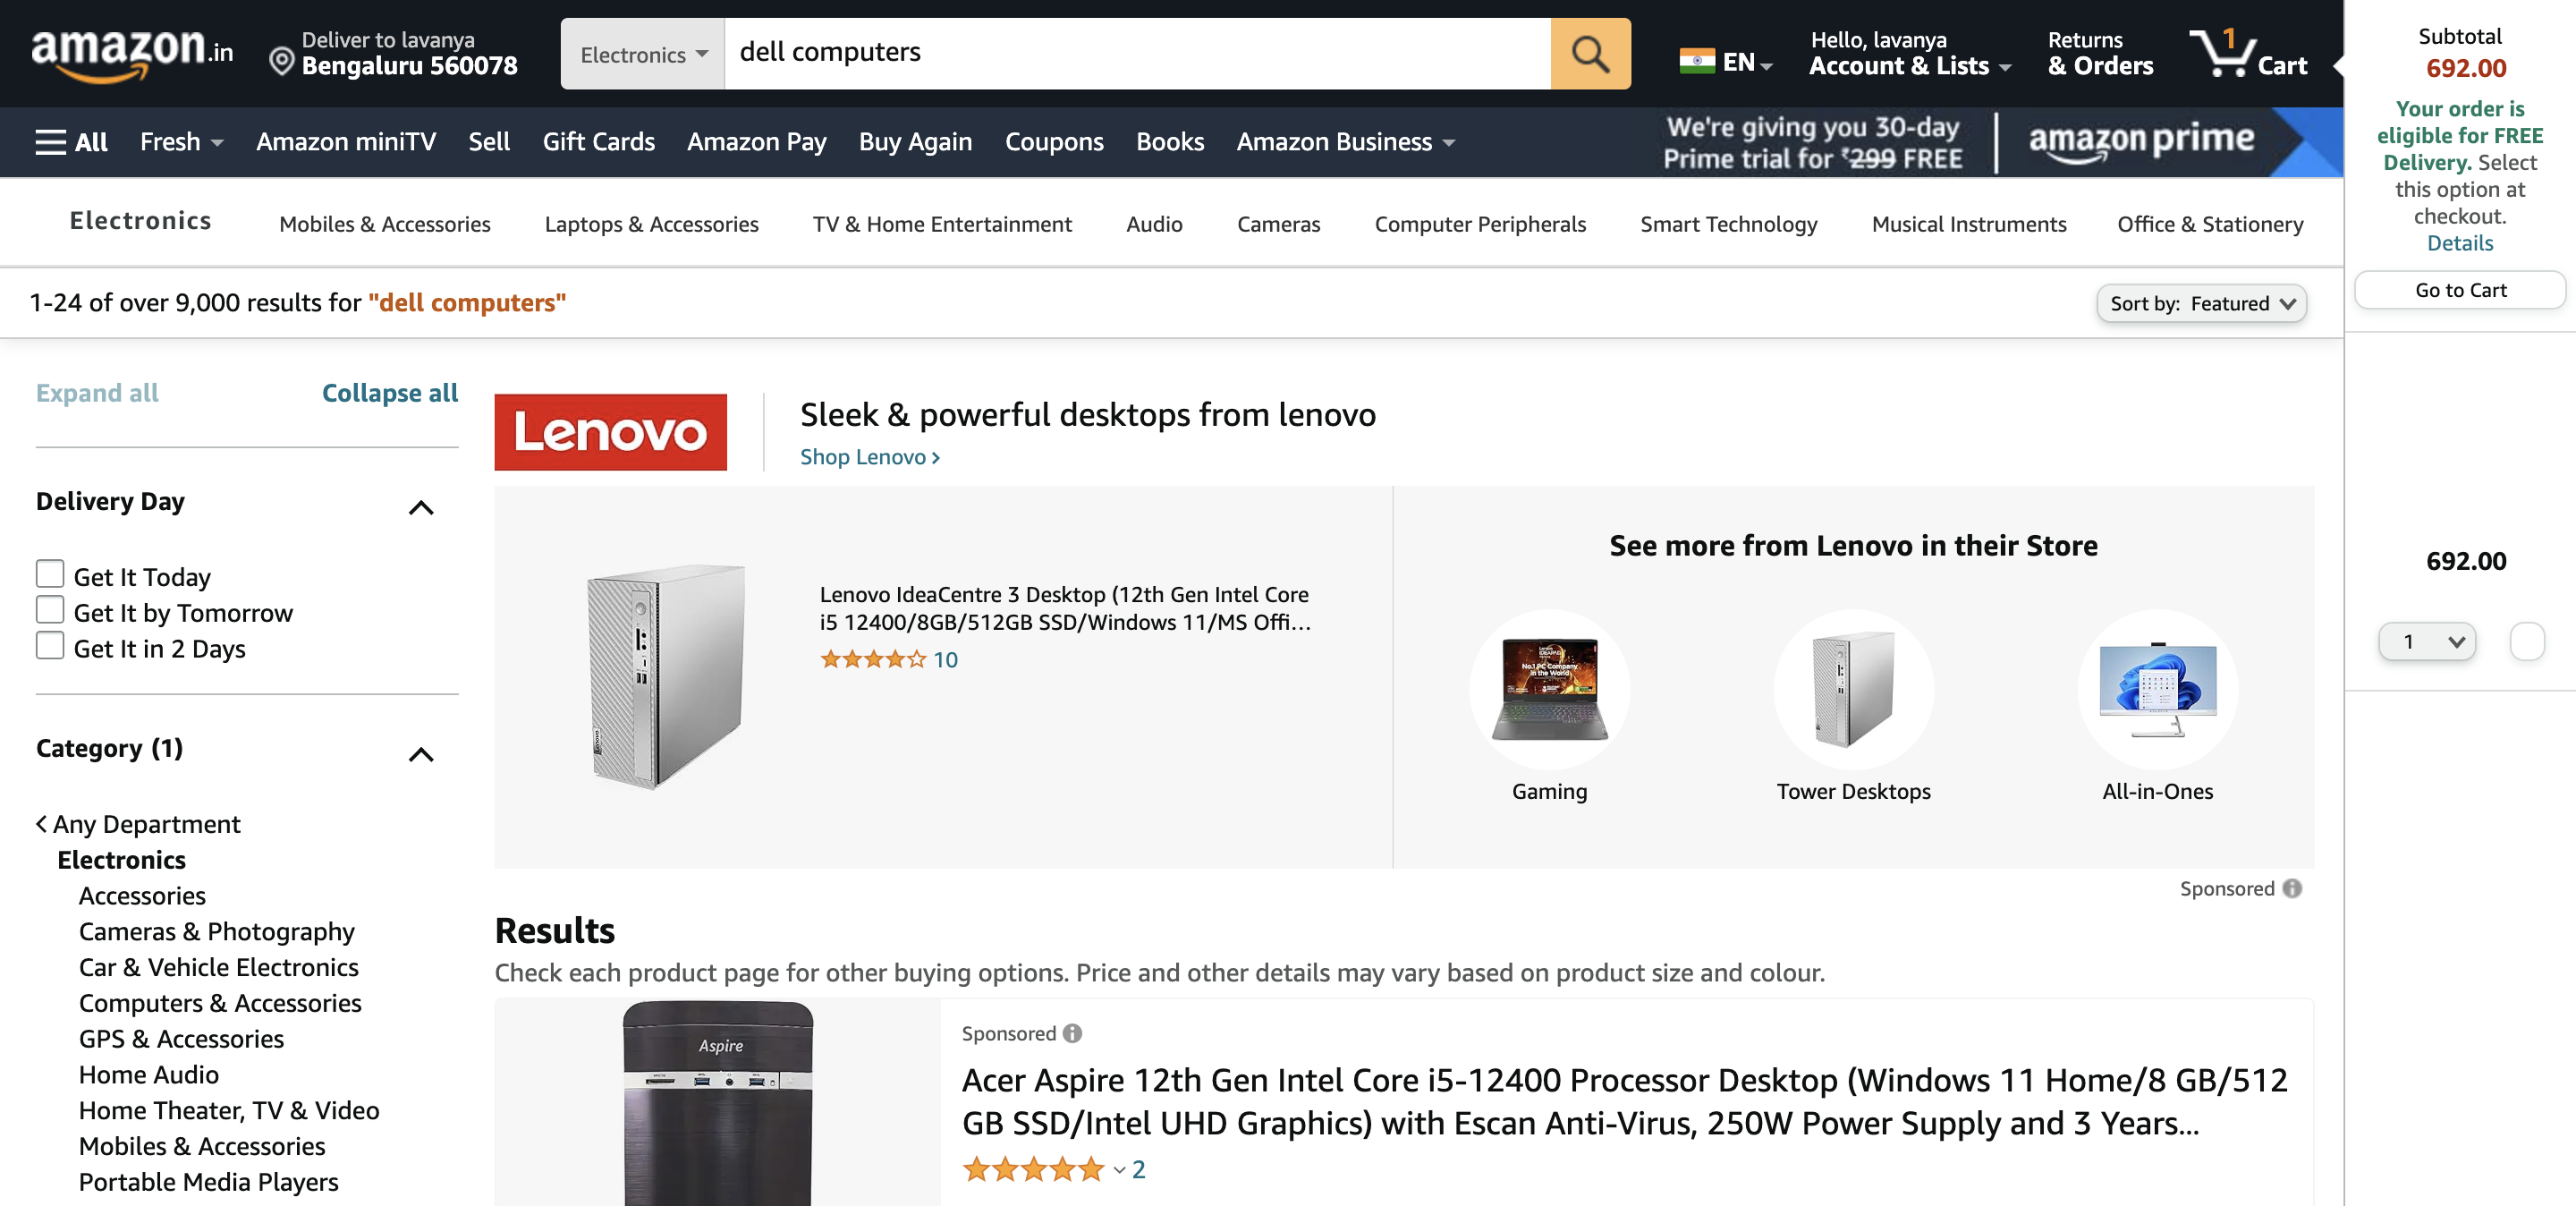 amazon.in
Deliver to lavanya
Bengaluru 560078
Electronics
dell computers
EN
Hello, lavanya
Account & Lists
Returns
& Orders
1
Cart
All
Fresh
Amazon miniTV
Sell
Gift Cards
Amazon Pay
Buy Again
Coupons
Books
Amazon Business
We're giving you 30-day
Prime trial for ₹299 FREE
amazon prime
Electronics
Mobiles & Accessories
Laptops & Accessories
TV & Home Entertainment
Audio
Cameras
Computer Peripherals
Smart Technology
Musical Instruments
Office & Stationery
1-24 of over 9,000 results for "dell computers"
Sort by: Featured
Expand all
Collapse all
Delivery Day
Get It Today
Get It by Tomorrow
Get It in 2 Days
Category (1)
Any Department
Electronics
Accessories
Cameras & Photography
Car & Vehicle Electronics
Computers & Accessories
GPS & Accessories
Home Audio
Home Theater, TV & Video
Mobiles & Accessories
Portable Media Players
Lenovo
Sleek & powerful desktops from lenovo
Shop Lenovo ›
Lenovo IdeaCentre 3 Desktop (12th Gen Intel Core
i5 12400/8GB/512GB SSD/Windows 11/MS Offi...
10
See more from Lenovo in their Store
No.1 PC Company
in the World
Gaming
Tower Desktops
All-in-Ones
Sponsored
Results
Check each product page for other buying options. Price and other details may vary based on product size and colour.
Aspire
Sponsored
Acer Aspire 12th Gen Intel Core i5-12400 Processor Desktop (Windows 11 Home/8 GB/512
GB SSD/Intel UHD Graphics) with Escan Anti-Virus, 250W Power Supply and 3 Years...
2
Subtotal
692.00
Your order is
eligible for FREE
Delivery. Select
this option at
checkout.
Details
Go to Cart
692.00
1